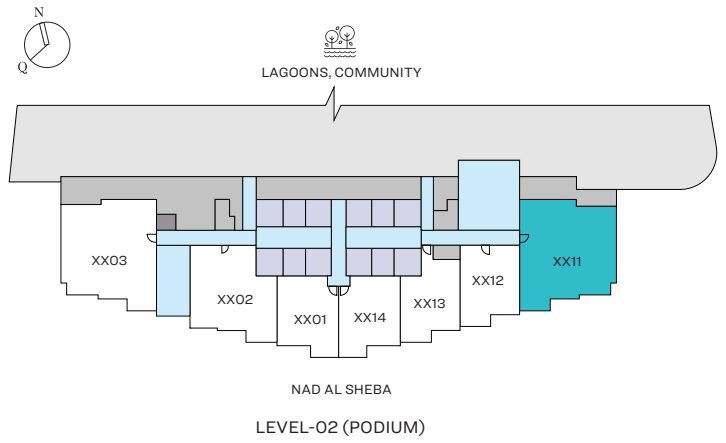 N
Q
LAGOONS, COMMUNITY
XX03
XX11
XX02
XX12
XX13
XX01
XX14
NAD AL SHEBA
LEVEL-02 (PODIUM)